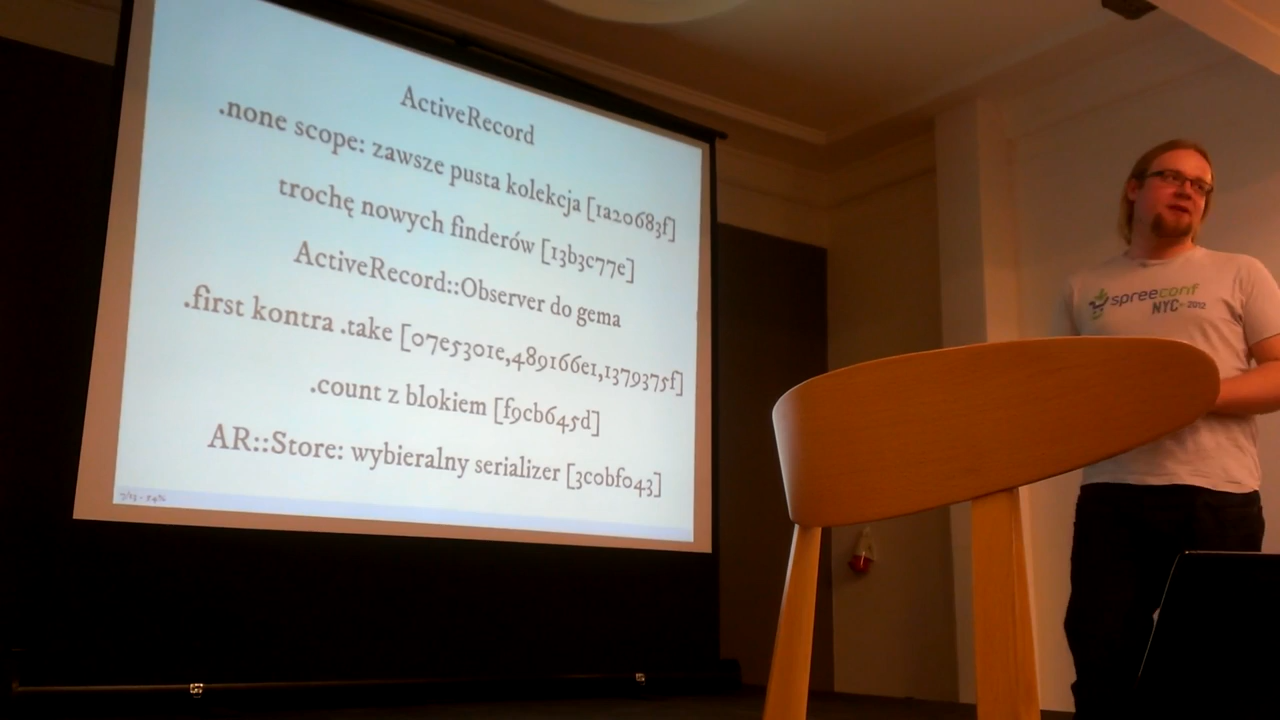 ActiveRecord
.none scope: zawsze pusta kolekcja [1a20683f]
trochę nowych finderów [13b3c77e]
ActiveRecord::Observer do gema
.first kontra .take [07e5301e,489166e1,1379375f]
.count z blokiem [f9cb645d]
AR::Store: wybieralny serializer [3c0bf043]
spreeconf
NYC 2012